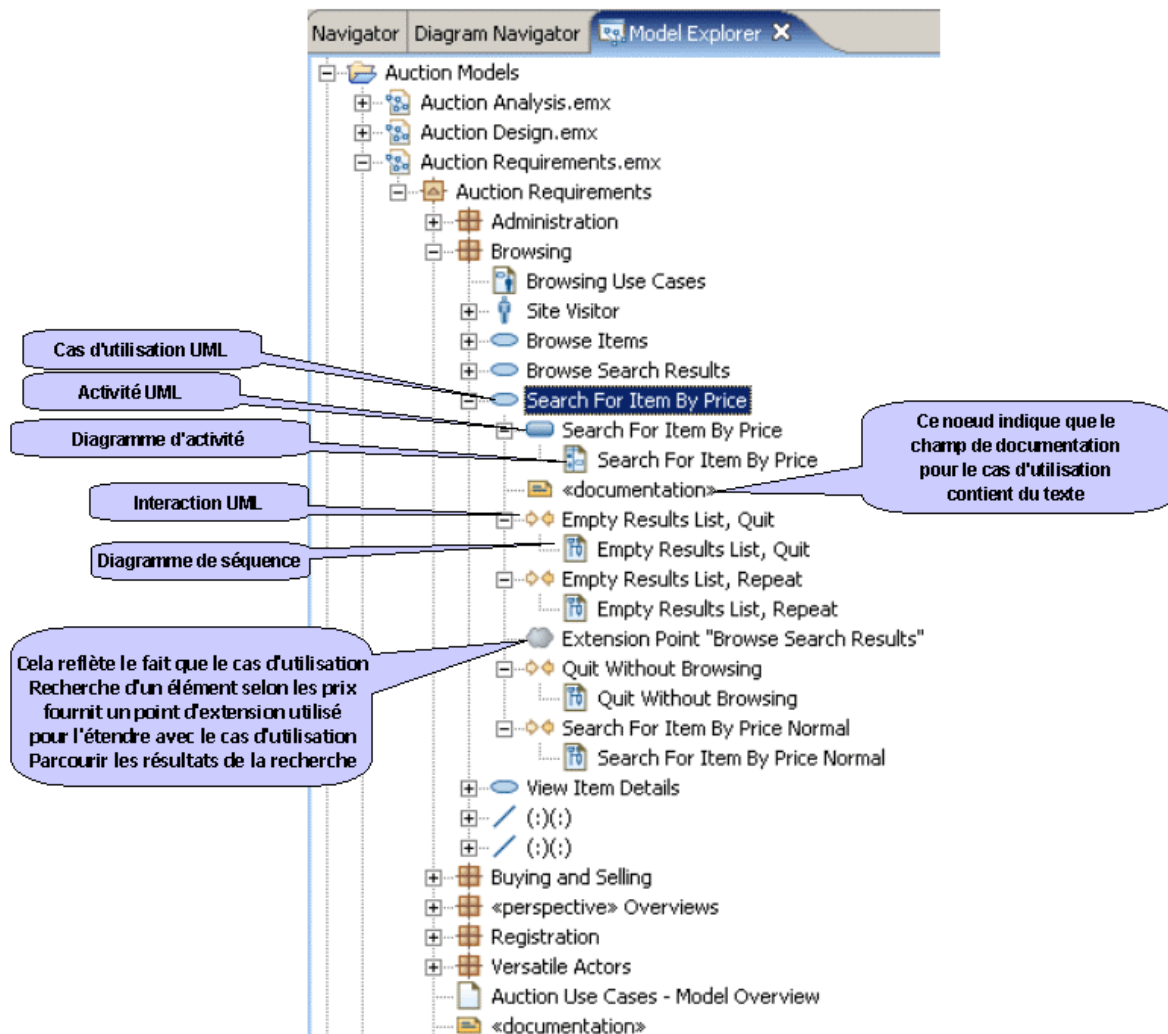 Navigator
Diagram Navigator
Model Explorer
Auction Models
Auction Analysis.emx
Auction Design.emx
Auction Requirements.emx
Auction Requirements
Administration
Browsing
Browsing Use Cases
Site Visitor
Browse Items
Browse Search Results
Search For Item By Price
Search For Item By Price
Search For Item By Price
«documentation»
Empty Results List, Quit
Empty Results List, Quit
Empty Results List, Repeat
Empty Results List, Repeat
Extension Point "Browse Search Results"
Quit Without Browsing
Quit Without Browsing
Search For Item By Price Normal
Search For Item By Price Normal
View Item Details
(:)(:)
(:)(:)
Buying and Selling
«perspective» Overviews
Registration
Versatile Actors
Auction Use Cases - Model Overview
«documentation»
Cas d'utilisation UML
Activité UML
Diagramme d'activité
Interaction UML
Diagramme de séquence
Cela reflète le fait que le cas d'utilisation
Recherche d'un élément selon les prix
fournit un point d'extension utilisé
pour l'étendre avec le cas d'utilisation
Parcourir les résultats de la recherche
Ce noeud indique que le
champ de documentation
pour le cas d'utilisation
contient du texte